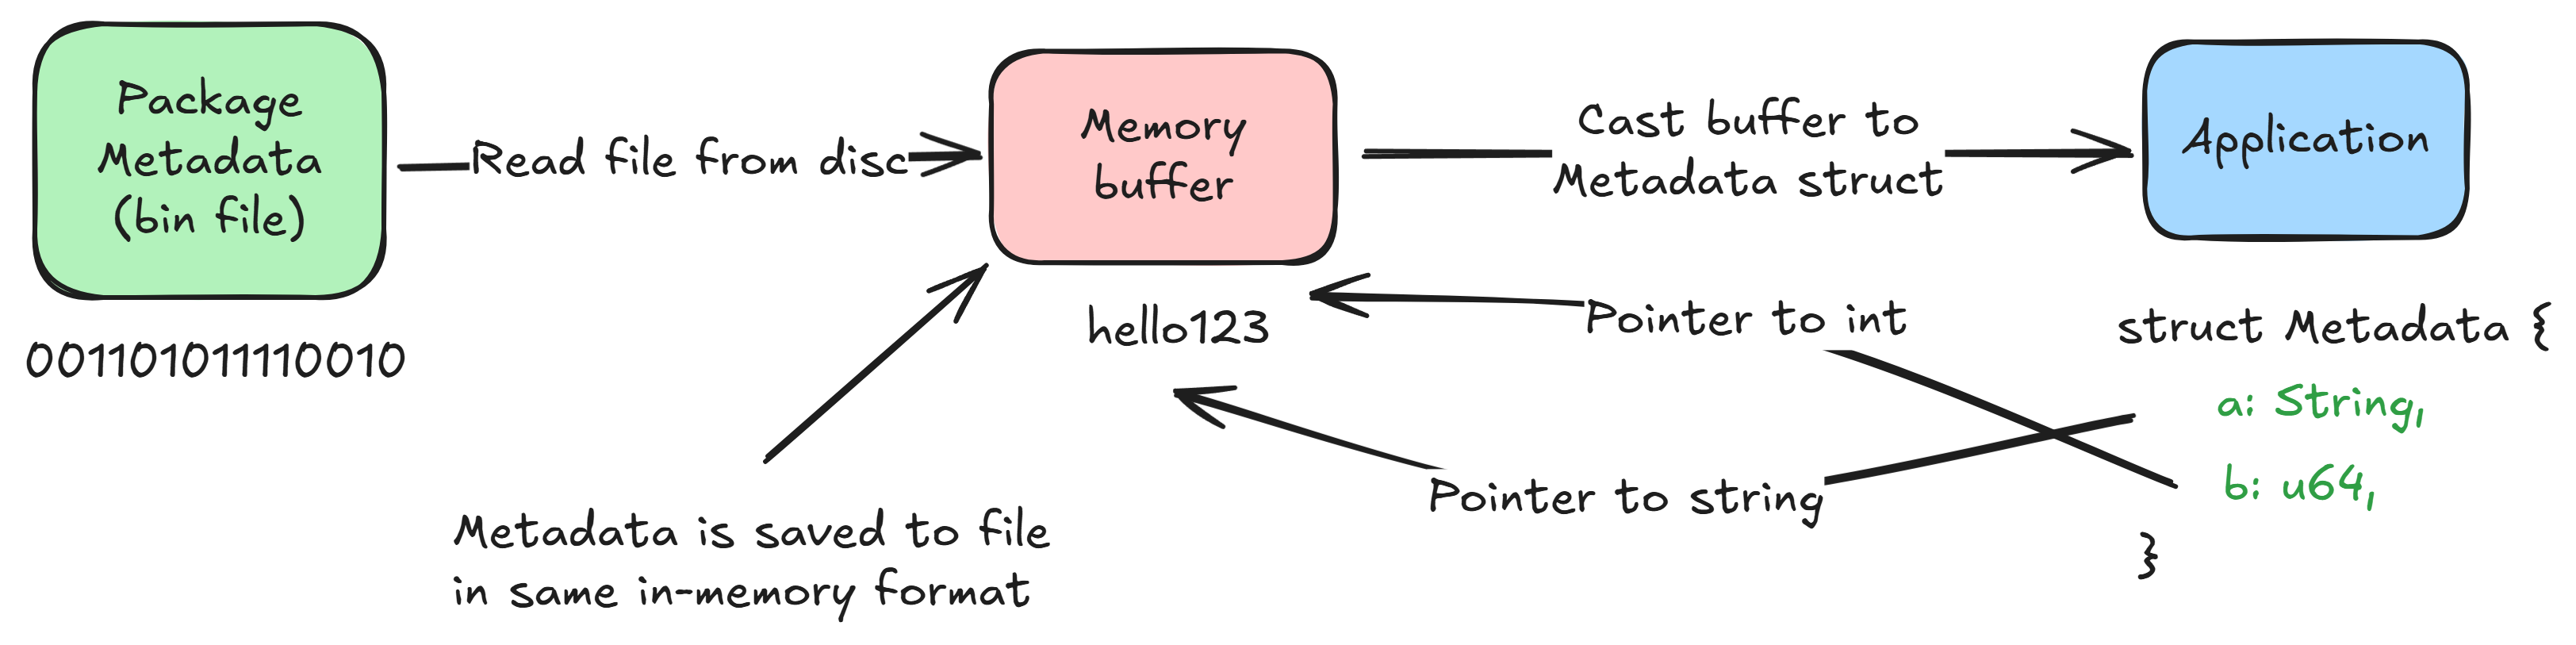 Package
Metadata
(bin file)
001101011110010
Read file from disc
Memory
buffer
hello123
Metadata is saved to file
in same in-memory format
Cast buffer to
Metadata struct
Pointer to int
Pointer to string
Application
struct Metadata {
a: String,
b: u64,
}